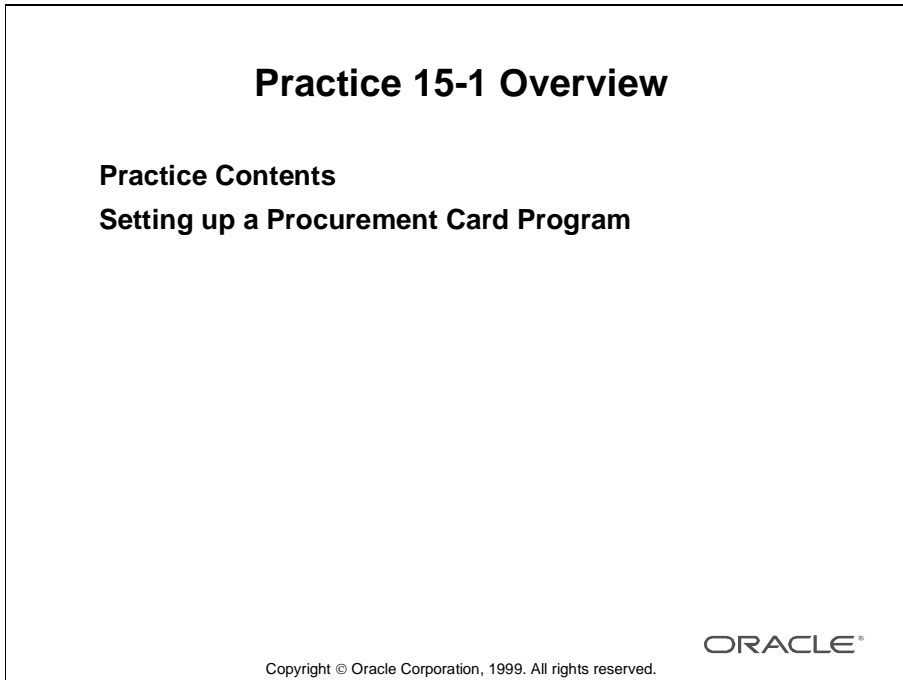 Practice 15-1 Overview
Practice Contents
Setting up a Procurement Card Program
ORACLE®
Copyright © Oracle Corporation, 1999. All rights reserved.